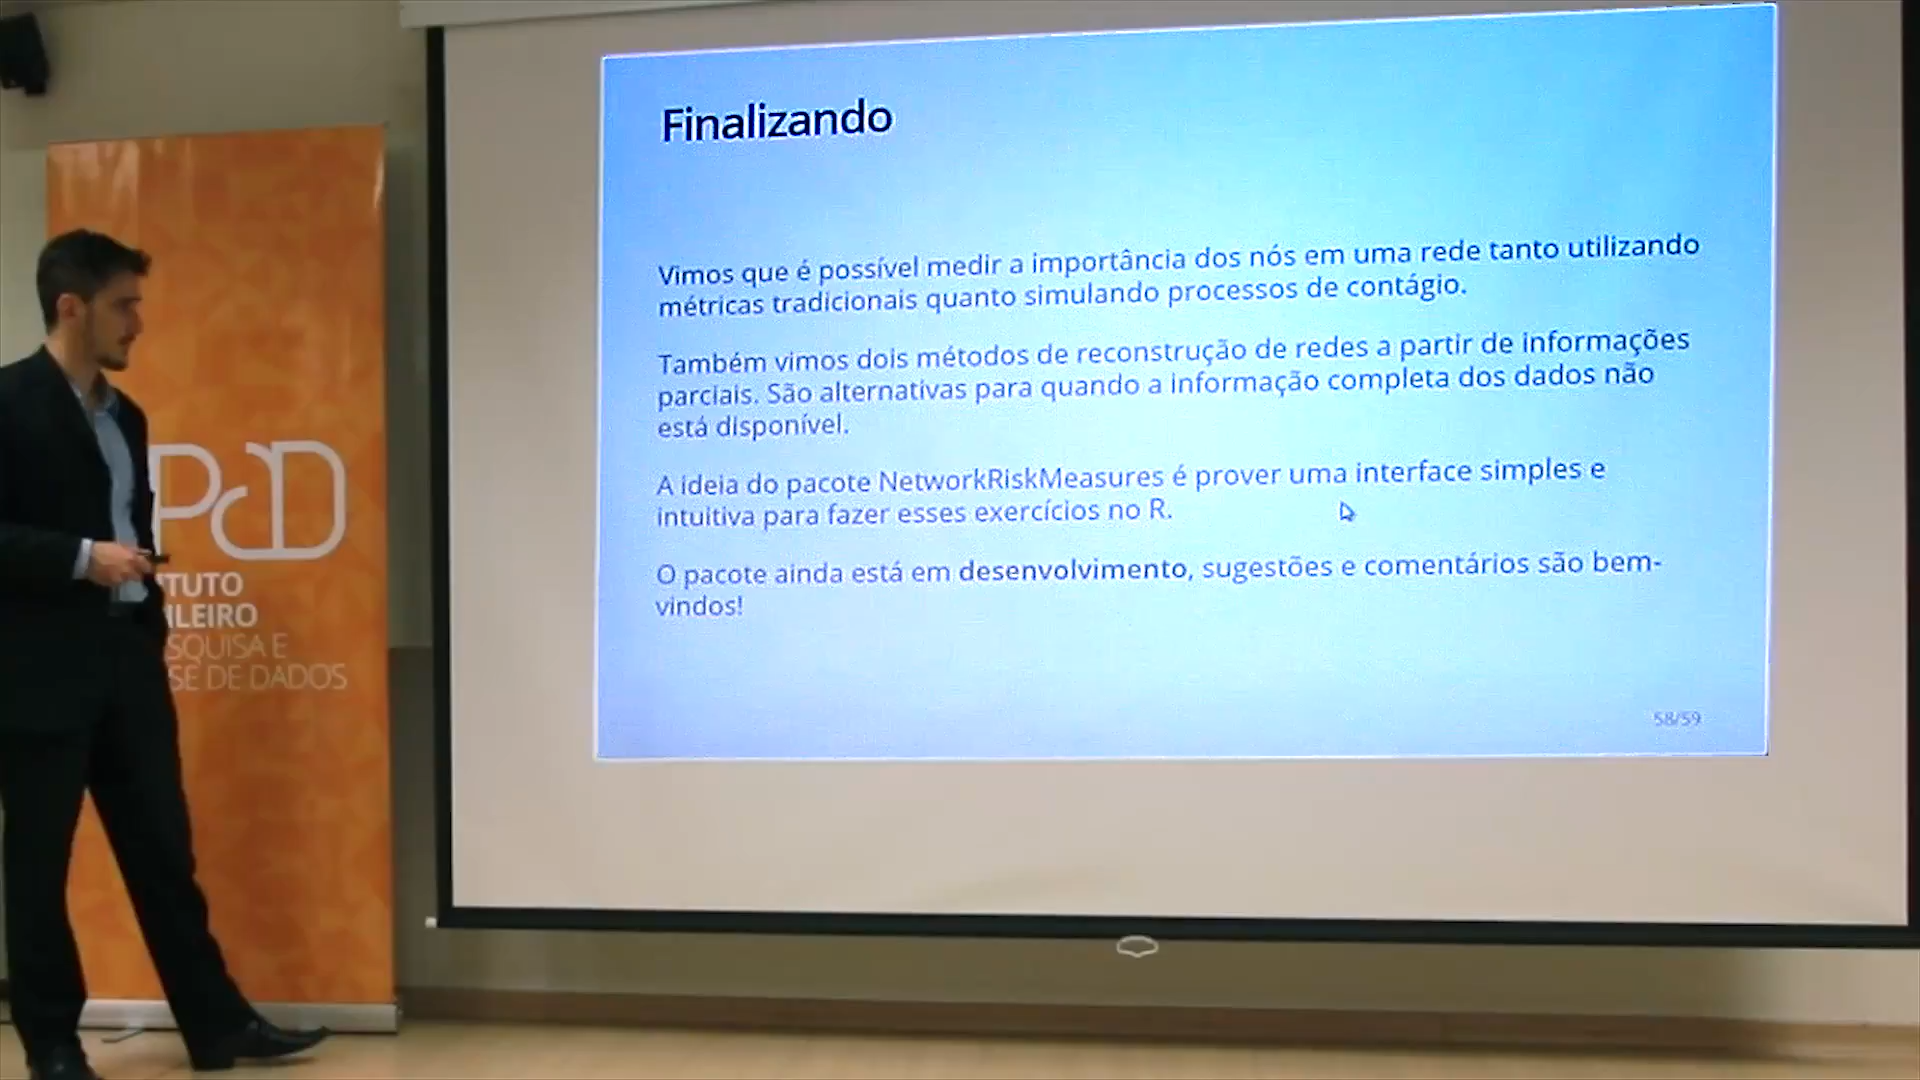 Finalizando
Vimos que é possível medir a importância dos nós em uma rede tanto utilizando
métricas tradicionais quanto simulando processos de contágio.
Também vimos dois métodos de reconstrução de redes a partir de informações
parciais. São alternativas para quando a informação completa dos dados não
está disponível.
A ideia do pacote NetworkRiskMeasures é prover uma interface simples e
intuitiva para fazer esses exercícios no R.
O pacote ainda está em desenvolvimento, sugestões e comentários são bem-
vindos!
58/59
PaD
TUTO
ILEIRO
SQUISA E
SE DE DADOS